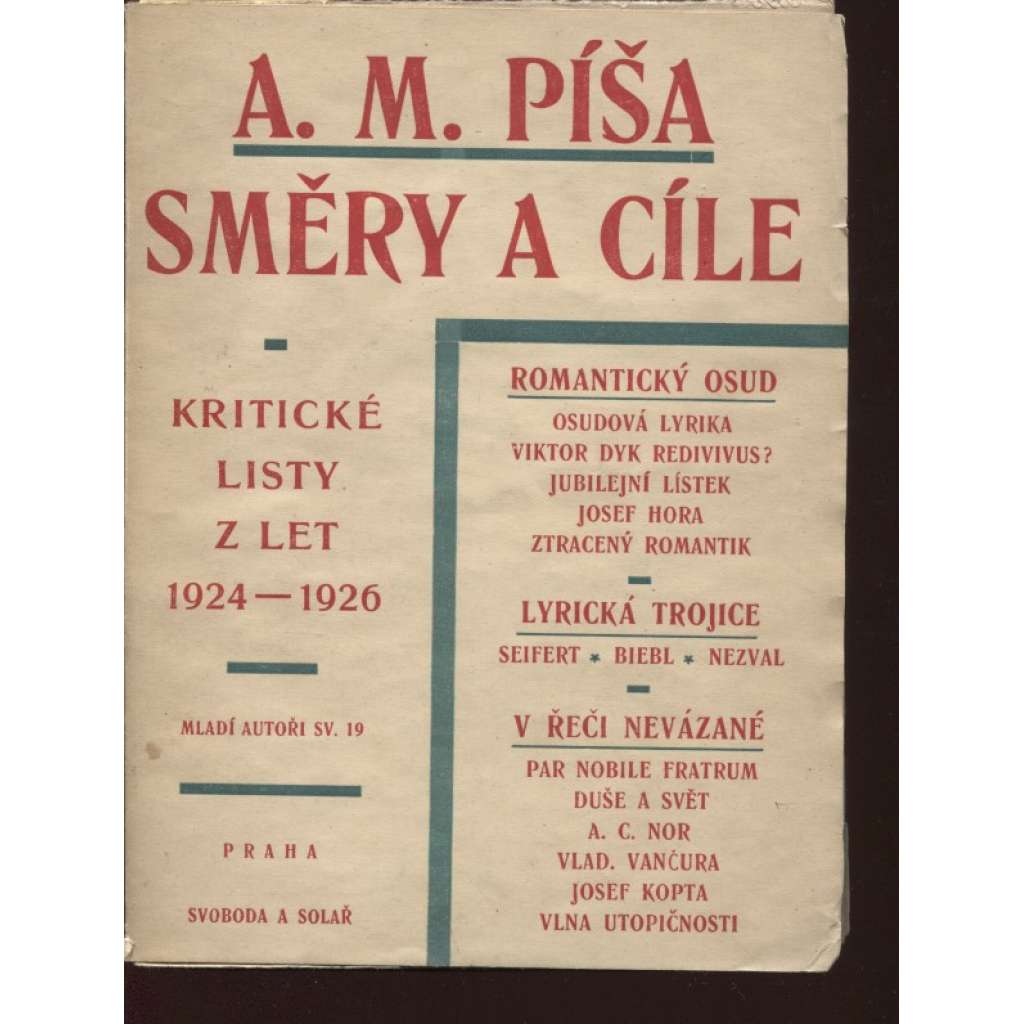 A. M. PÍŠA
SMĚRY A CÍLE
KRITICKÉ
LISTY
Z LET
1924 — 1926
MLADÍ AUTOŘI SV. 19
PRAHA
SVOBODA A SOLAŘ
ROMANTICKÝ OSUD
OSUDOVÁ LYRIKA
VIKTOR DYK REDIVIVUS?
JUBILEJNÍ LÍSTEK
JOSEF HORA
ZTRACENÝ ROMANTIK
LYRICKÁ TROJICE
SEIFERT * BIEBL * NEZVAL
V ŘEČI NEVÁZANÉ
PAR NOBILE FRATRUM
DUŠE A SVĚT
A. C. NOR
VLAD. VANČURA
JOSEF KOPTA
VLNA UTOPIČNOSTI